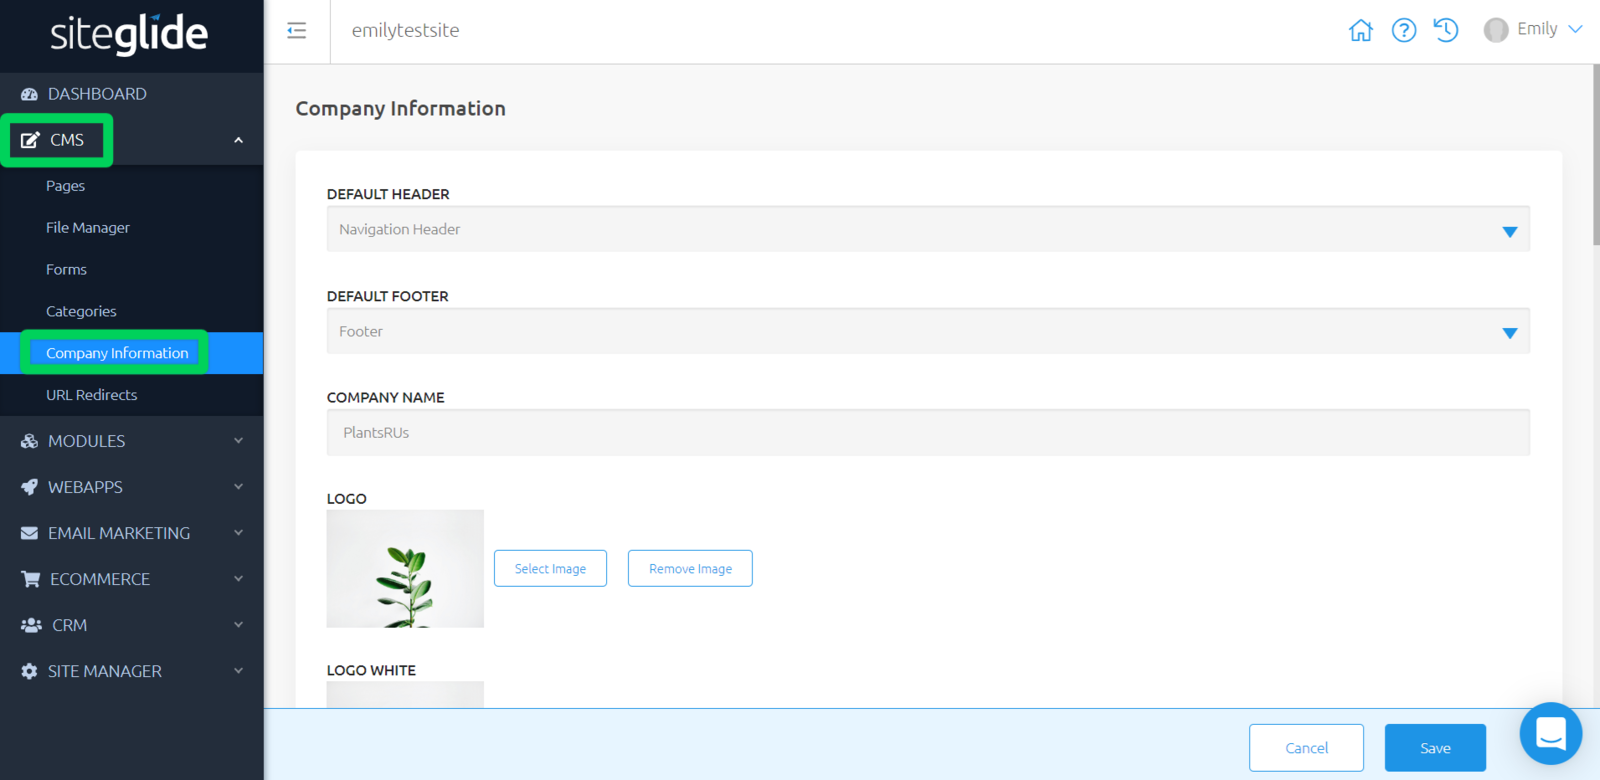 siteglide
emilytestsite
Emily
DASHBOARD
CMS
Pages
File Manager
Forms
Categories
Company Information
URL Redirects
MODULES
WEBAPPS
EMAIL MARKETING
ECOMMERCE
CRM
SITE MANAGER
Company Information
DEFAULT HEADER
Navigation Header
DEFAULT FOOTER
Footer
COMPANY NAME
PlantsRUs
LOGO
Select Image
Remove Image
LOGO WHITE
Cancel
Save